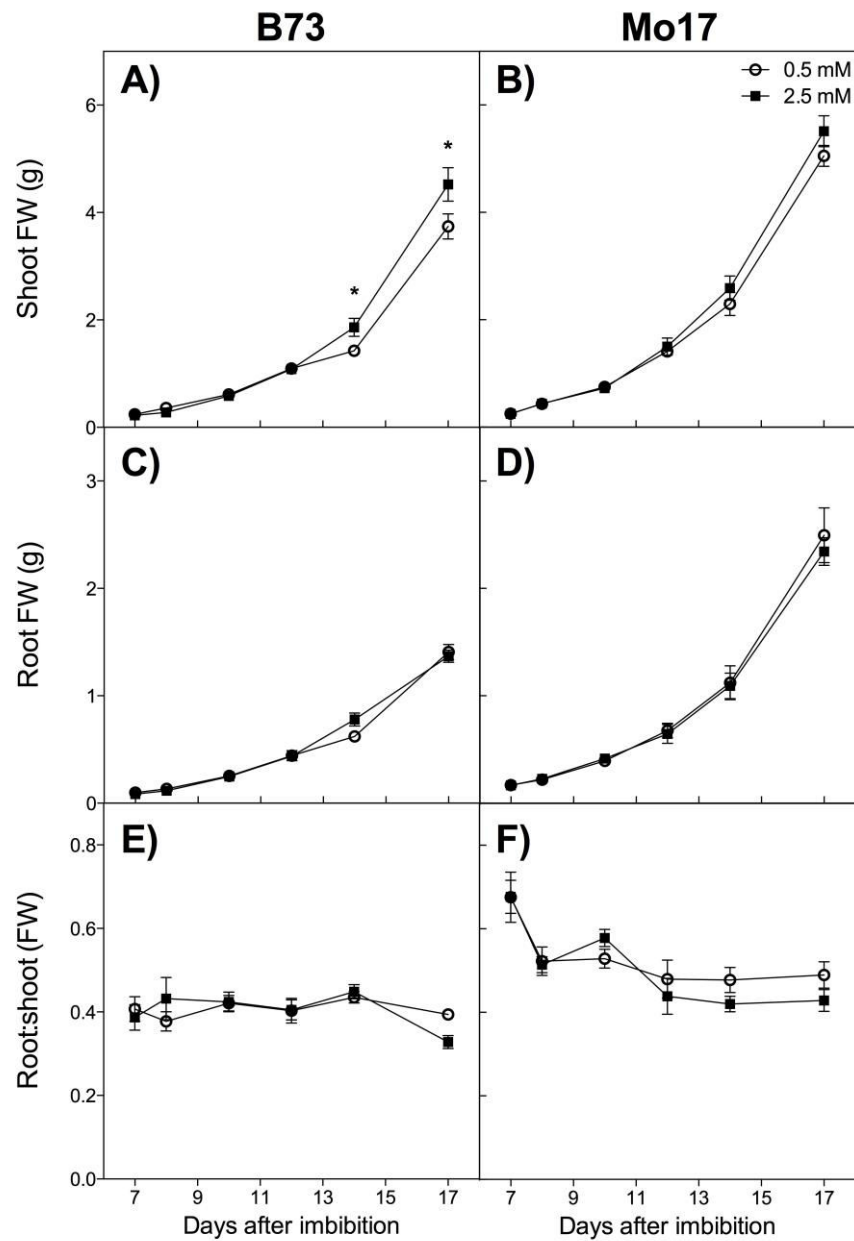 B73
Mo17
A)
B)
0.5 mM
2.5 mM
Shoot FW (g)
6
4
2
0
*
*
C)
D)
Root FW (g)
3
2
1
0
E)
F)
Root:shoot (FW)
0.8
0.6
0.4
0.2
0.0
7 9 11 13 15 17
7 9 11 13 15 17
Days after imbibition
Days after imbibition